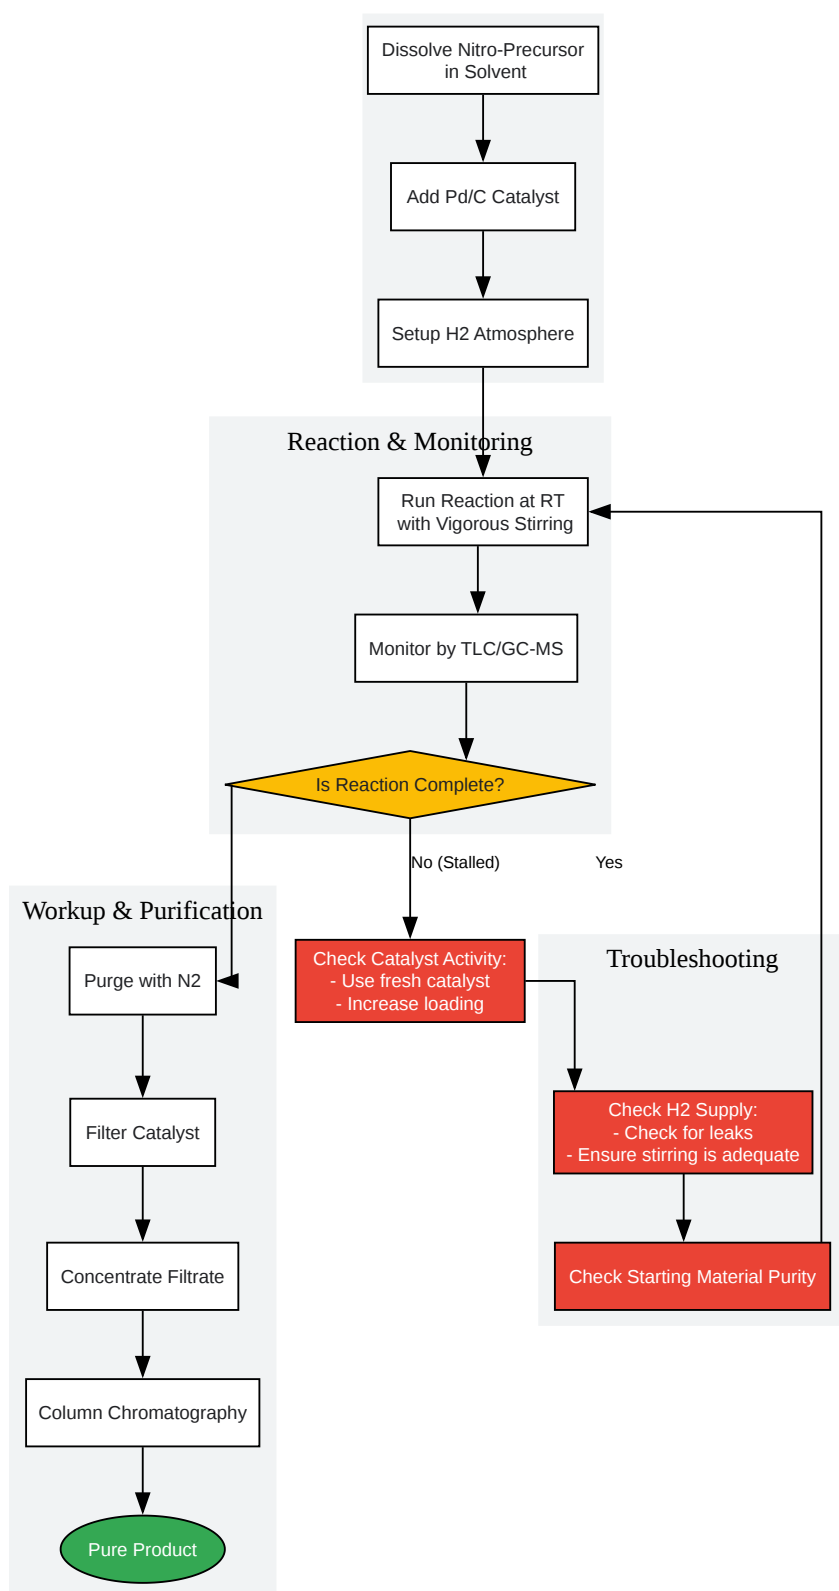 Dissolve Nitro-Precursor
in Solvent
Add Pd/C Catalyst
Setup H2 Atmosphere
Reaction & Monitoring
Run Reaction at RT
with Vigorous Stirring
Monitor by TLC/GC-MS
Is Reaction Complete?
No (Stalled)
Yes
Workup & Purification
Purge with N2
Filter Catalyst
Concentrate Filtrate
Column Chromatography
Pure Product
Check Catalyst Activity:
- Use fresh catalyst
- Increase loading
Troubleshooting
Check H2 Supply:
- Check for leaks
- Ensure stirring is adequate
Check Starting Material Purity